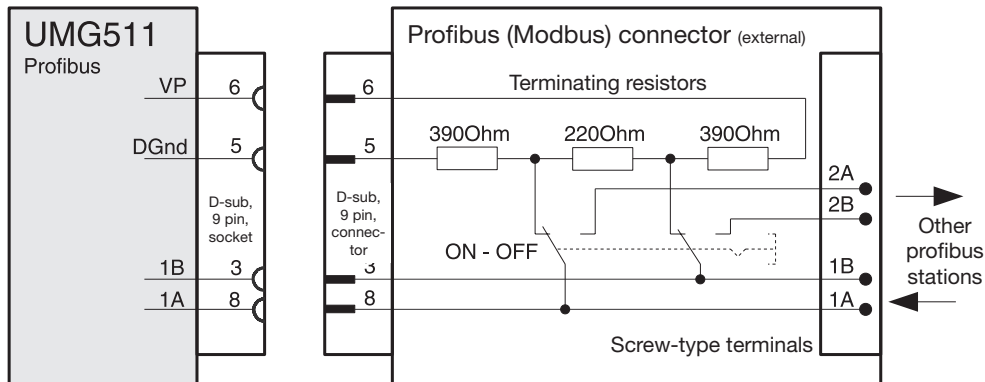 UMG511
Profibus
VP
6
DGnd
5
D-sub,
9 pin,
socket
1B
3
1A
8
Profibus (Modbus) connector (external)
6
Terminating resistors
5
390Ohm
220Ohm
390Ohm
D-sub,
9 pin,
connec-
tor
3
8
ON - OFF
2A
2B
1B
1A
Screw-type terminals
Other
profibus
stations